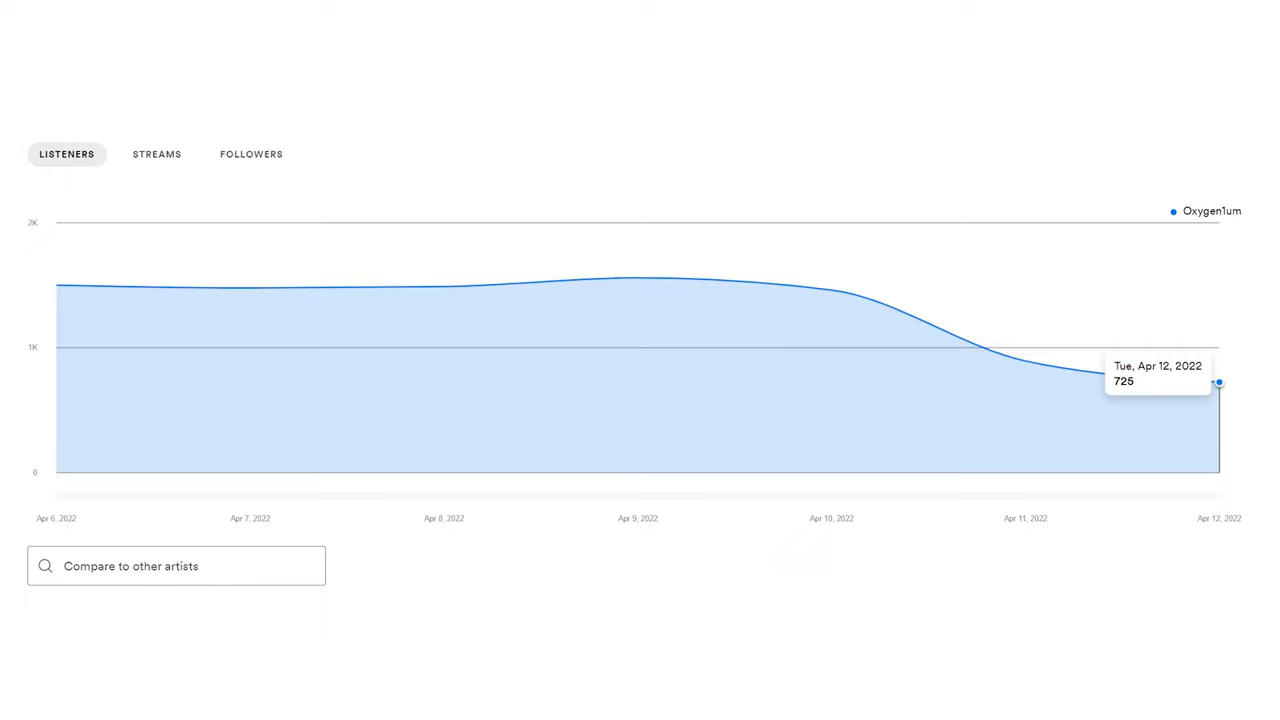 LISTENERS STREAMS FOLLOWERS
Oxygen1um
2K
1K
Tue, Apr 12, 2022
725
0
Apr 6, 2022 Apr 7, 2022 Apr 8, 2022 Apr 9, 2022 Apr 10, 2022 Apr 11, 2022 Apr 12, 2022
Compare to other artists